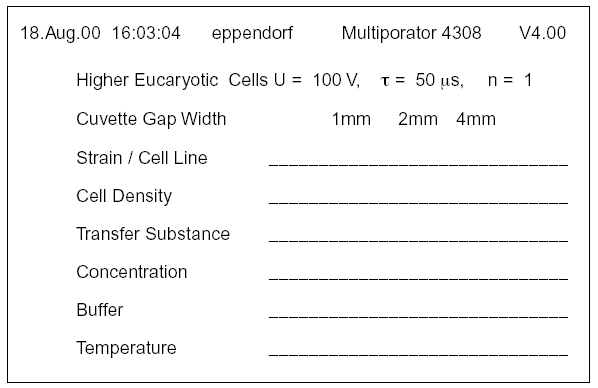 18.Aug.00 16:03:04 eppendorf Multiporator 4308 V4.00
Higher Eucaryotic Cells U = 100 V, τ = 50 µs, n = 1
Cuvette Gap Width 1mm 2mm 4mm
Strain / Cell Line ______________________________
Cell Density ______________________________
Transfer Substance ______________________________
Concentration ______________________________
Buffer ______________________________
Temperature ______________________________